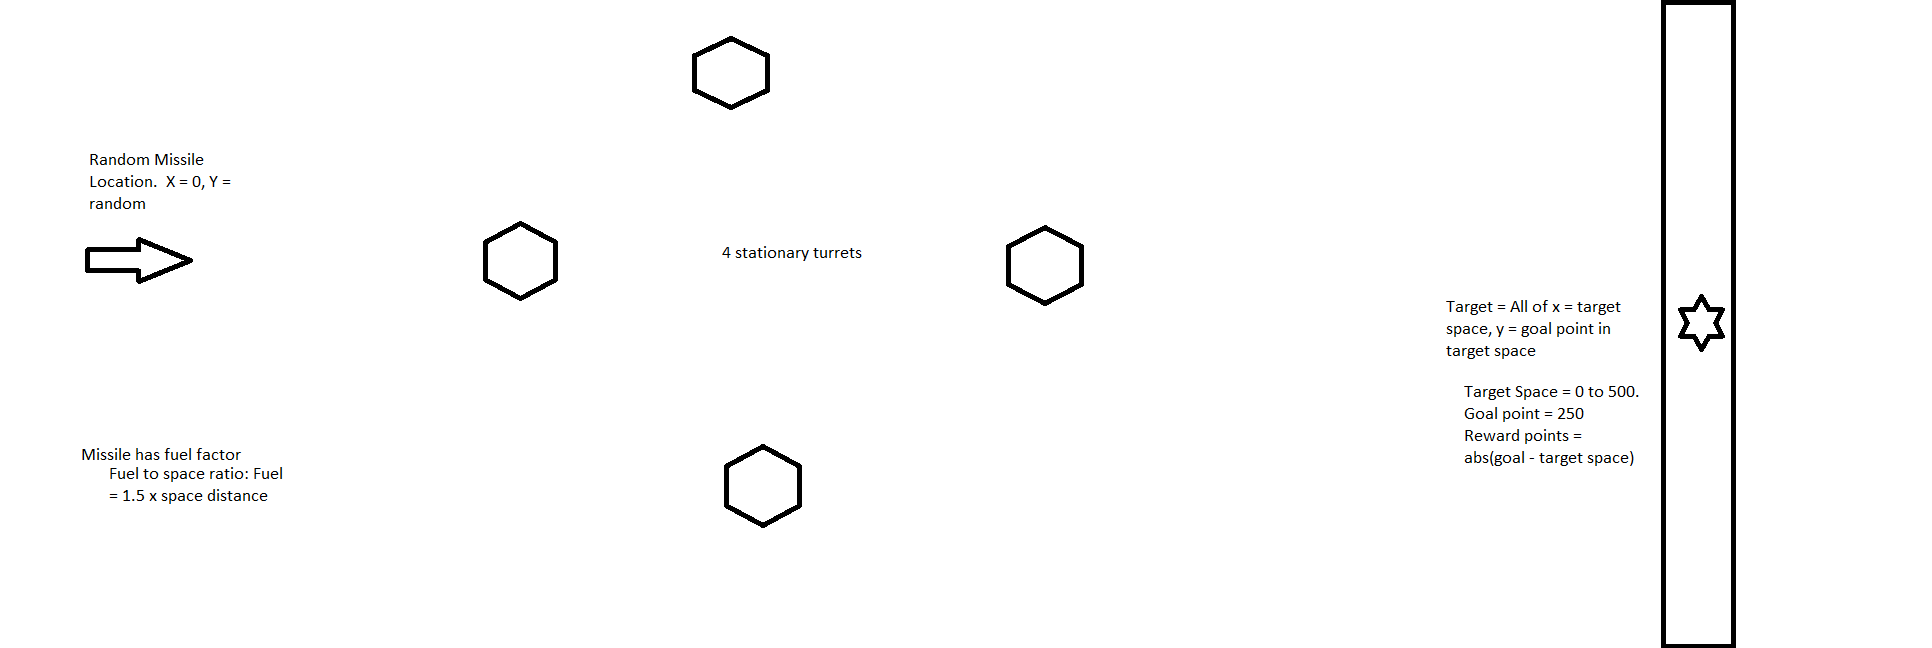 Random Missile
Location.  X = 0, Y =
random
4 stationary turrets
Target = All of x = target
space, y = goal point in
target space
Target Space = 0 to 500.
Goal point = 250
Reward points =
abs(goal - target space)
Missile has fuel factor
Fuel to space ratio: Fuel
= 1.5 x space distance